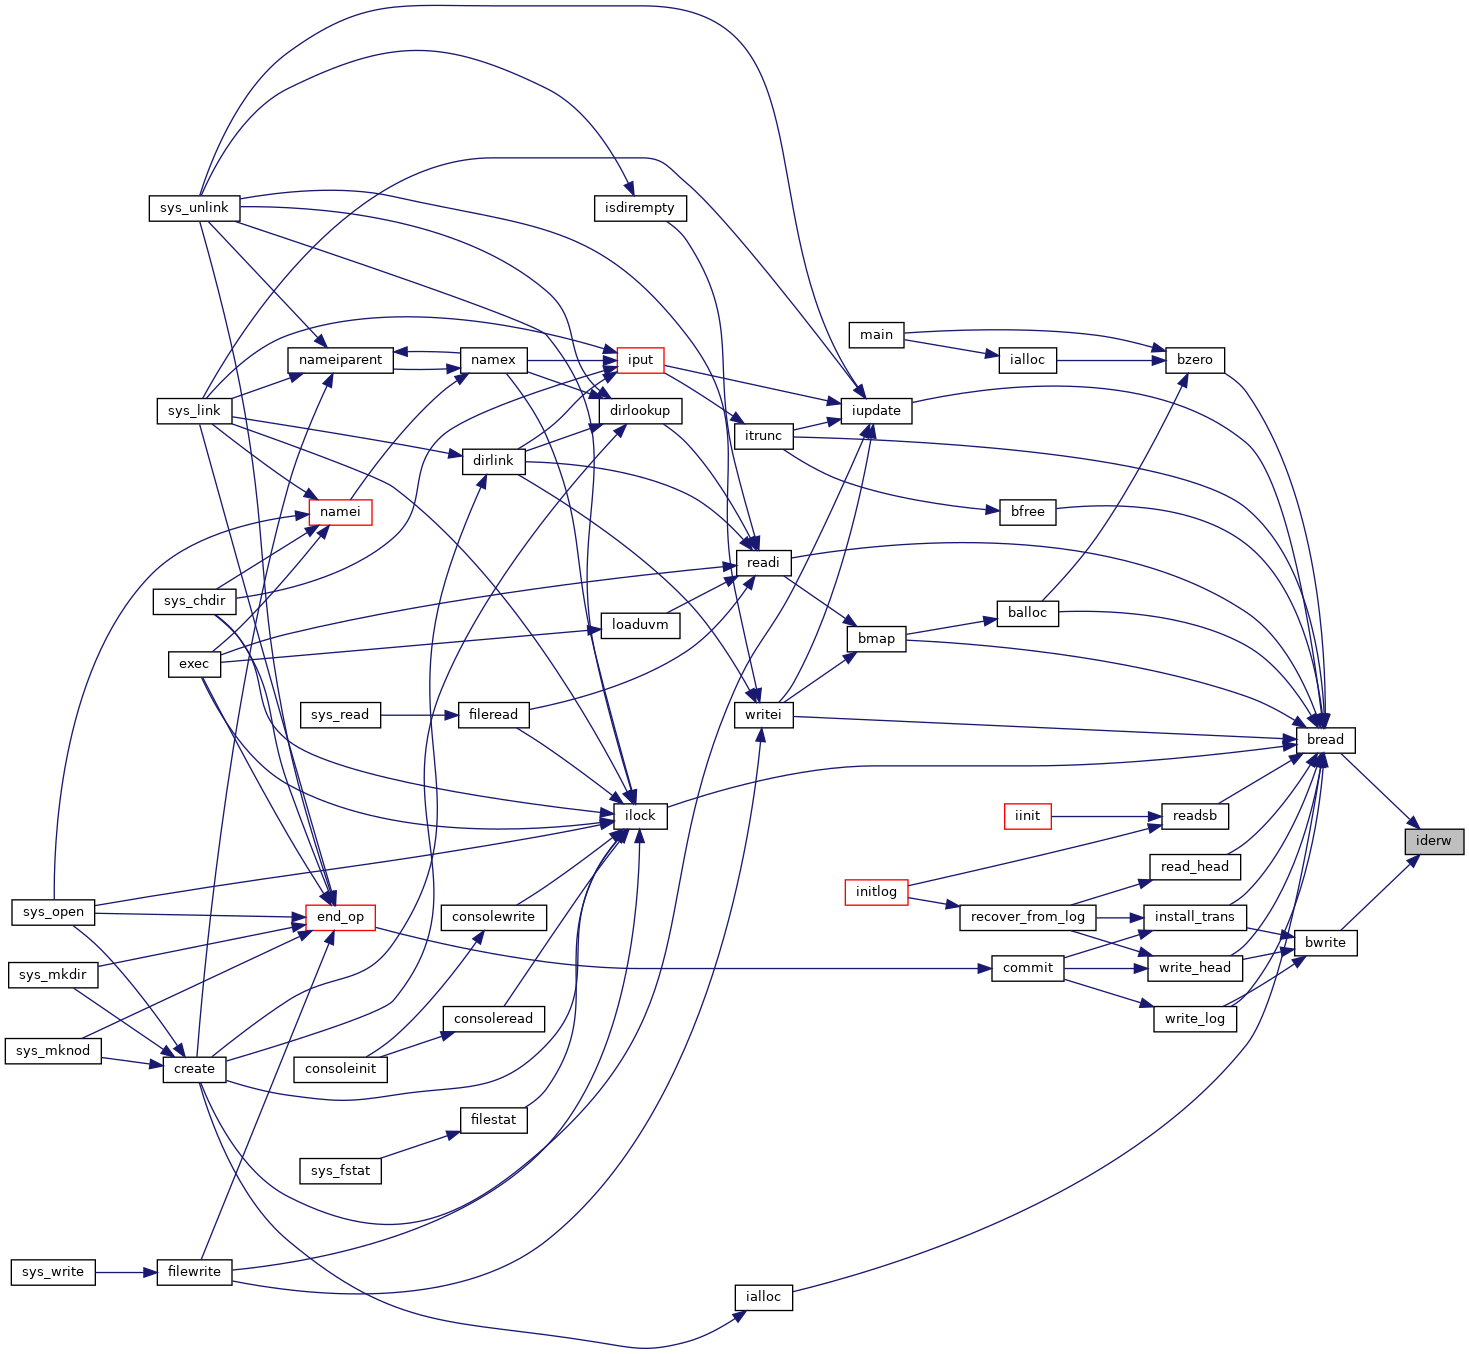 sys_unlink
isdirempty
main
nameiparent
namex
iput
ialloc
bzero
sys_link
dirlookup
iupdate
itrunc
dirlink
namei
bfree
readi
sys_chdir
balloc
loaduvm
bmap
exec
sys_read
fileread
writei
bread
ilock
iinit
readsb
iderw
read_head
initlog
sys_open
end_op
consolewrite
recover_from_log
install_trans
bwrite
sys_mkdir
commit
write_head
consoleread
write_log
sys_mknod
create
consoleinit
filestat
sys_fstat
sys_write
filewrite
ialloc